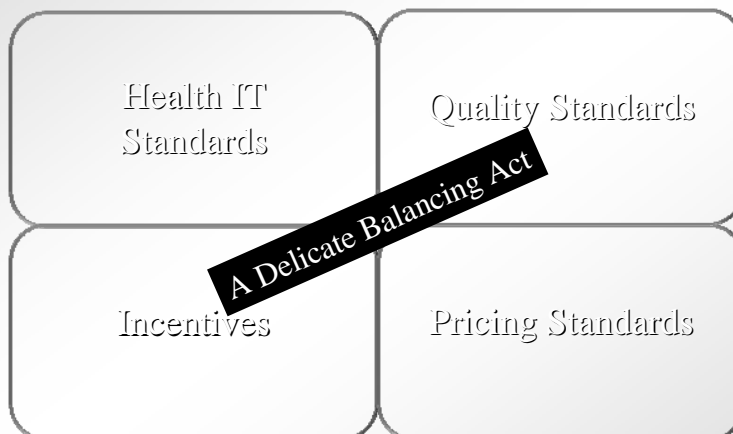 Health IT
Standards
Quality Standards
A Delicate Balancing Act
Incentives
Pricing Standards